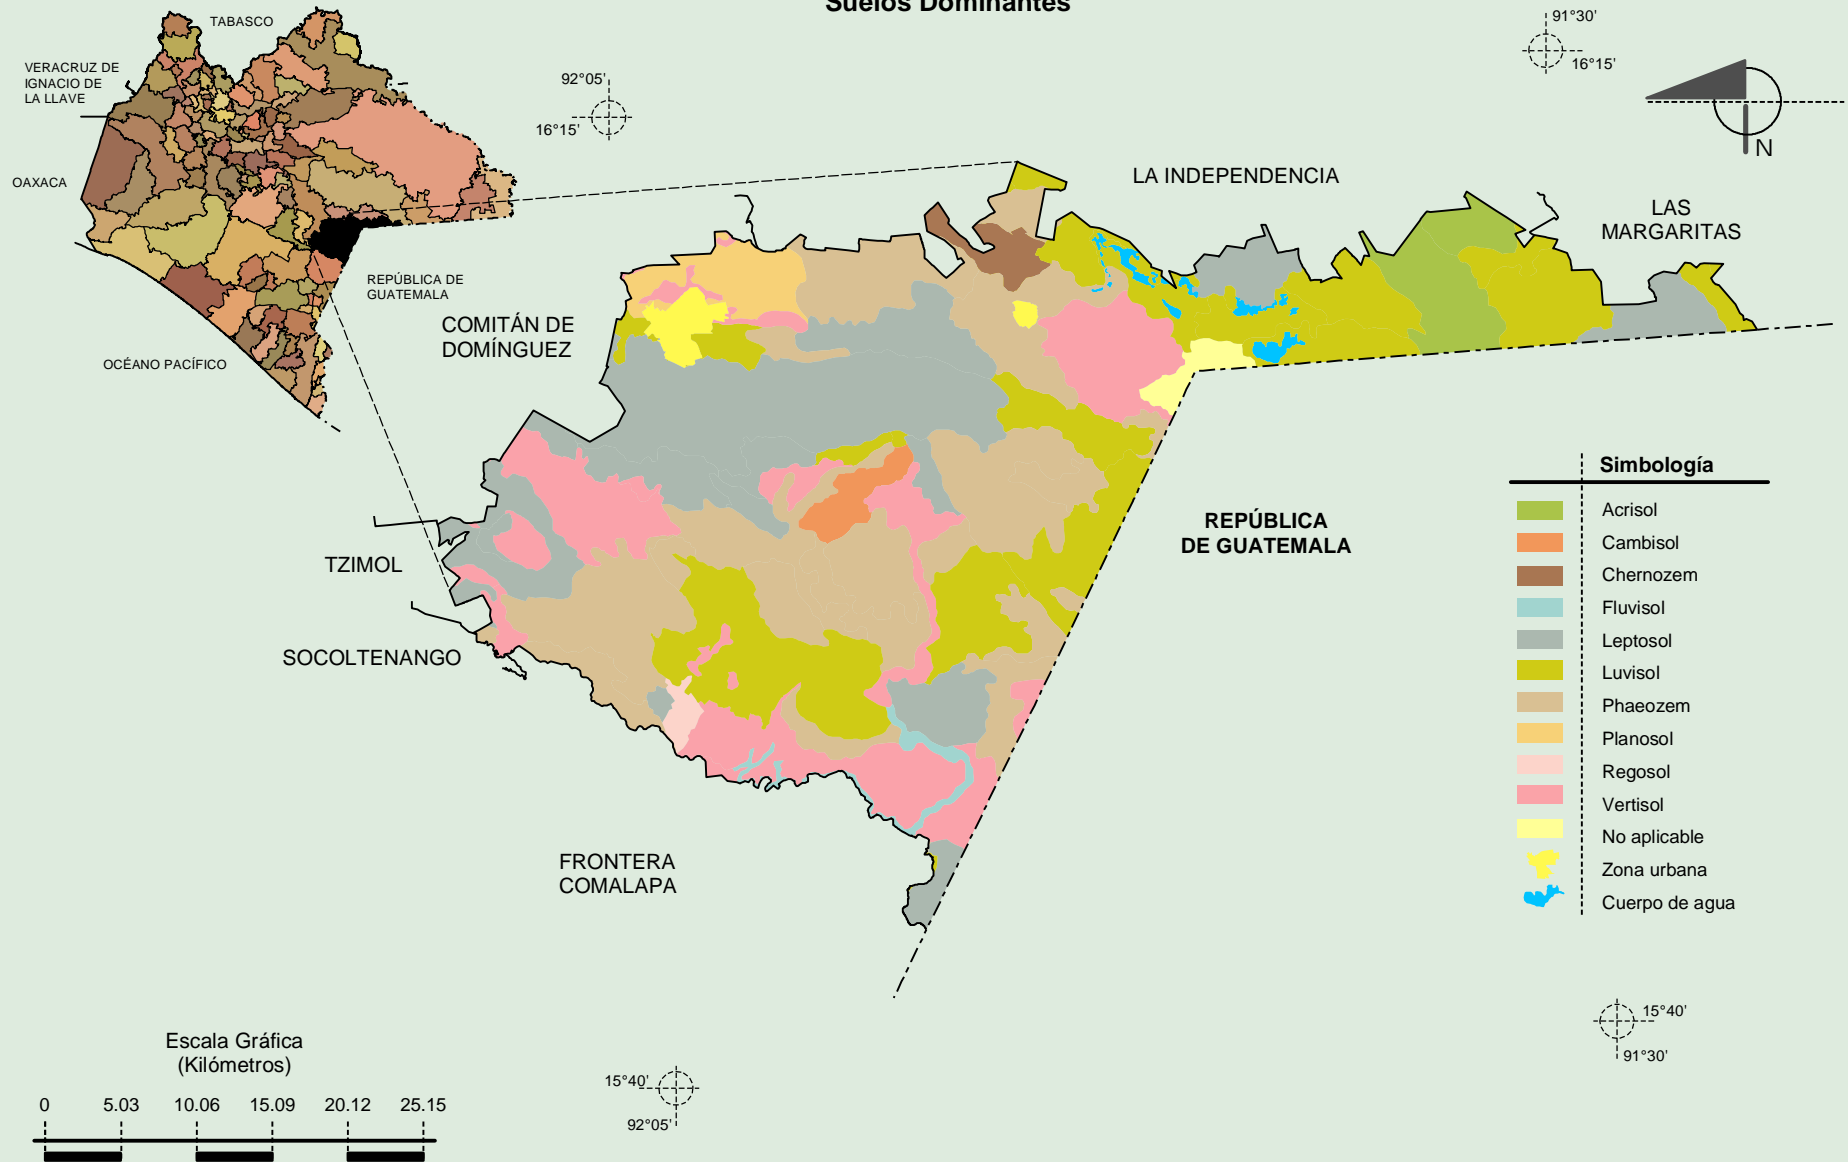 Suelos Dominantes
TABASCO
VERACRUZ DE
IGNACIO DE
LA LLAVE
OAXACA
REPÚBLICA DE
GUATEMALA
OCÉANO PACÍFICO
92°05'
16°15'
91°30'
16°15'
N
LA INDEPENDENCIA
LAS
MARGARITAS
COMITÁN DE
DOMÍNGUEZ
TZIMOL
SOCOLTENANGO
FRONTERA
COMALAPA
REPÚBLICA
DE GUATEMALA
Simbología
Acrisol
Cambisol
Chernozem
Fluvisol
Leptosol
Luvisol
Phaeozem
Planosol
Regosol
Vertisol
No aplicable
Zona urbana
Cuerpo de agua
15°40'
91°30'
15°40'
92°05'
Escala Gráfica
(Kilómetros)
0 5.03 10.06 15.09 20.12 25.15